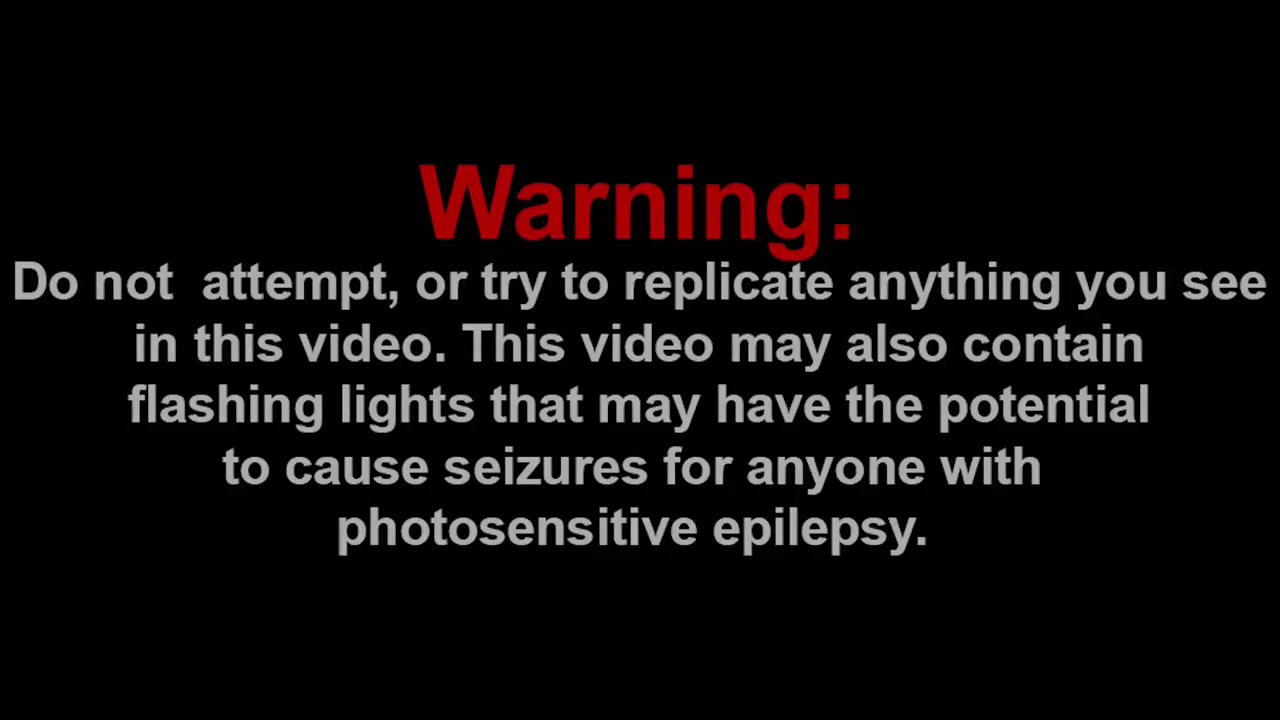 Warning:
Do not  attempt, or try to replicate anything you see
in this video. This video may also contain
flashing lights that may have the potential
to cause seizures for anyone with
photosensitive epilepsy.